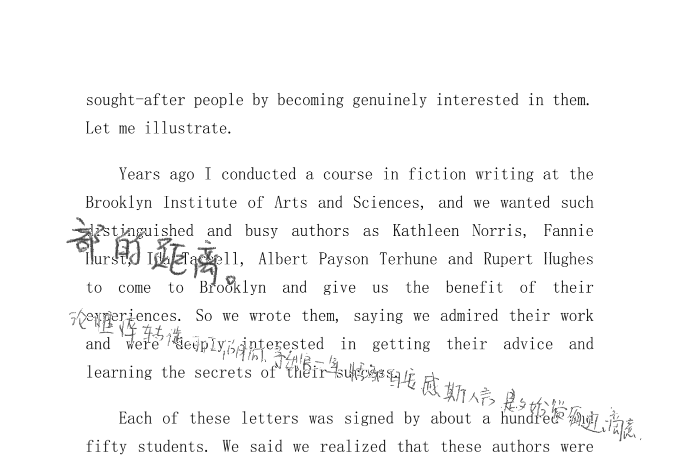 sought-after people by becoming genuinely interested in them.
Let me illustrate.
Years ago I conducted a course in fiction writing at the
Brooklyn Institute of Arts and Sciences, and we wanted such
distinguished and busy authors as Kathleen Norris, Fannie
部的距离。
Hurst, Ida Tarbell, Albert Payson Terhune and Rupert Hughes
to come to Brooklyn and give us the benefit of their
experiences. So we wrote them, saying we admired their work
and were deeply interested in getting their advice and
learning the secrets of their success.
Each of these letters was signed by about a hundred and
fifty students. We said we realized that these authors were